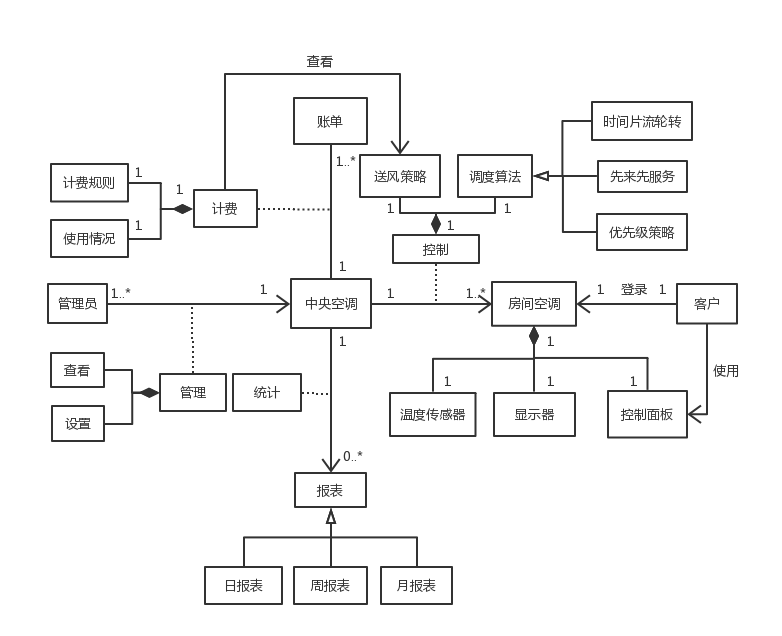 查看
账单
时间片流轮转
1..*
送风策略
调度算法
先来先服务
计费规则
1
1
计费
使用情况
1
1
1
1
控制
优先级策略
1
管理员
1..*
1
中央空调
1
1..*
房间空调
1
登录
1
客户
1
1
查看
管理
统计
使用
设置
1
1
1
温度传感器
显示器
控制面板
0..*
报表
日报表
周报表
月报表